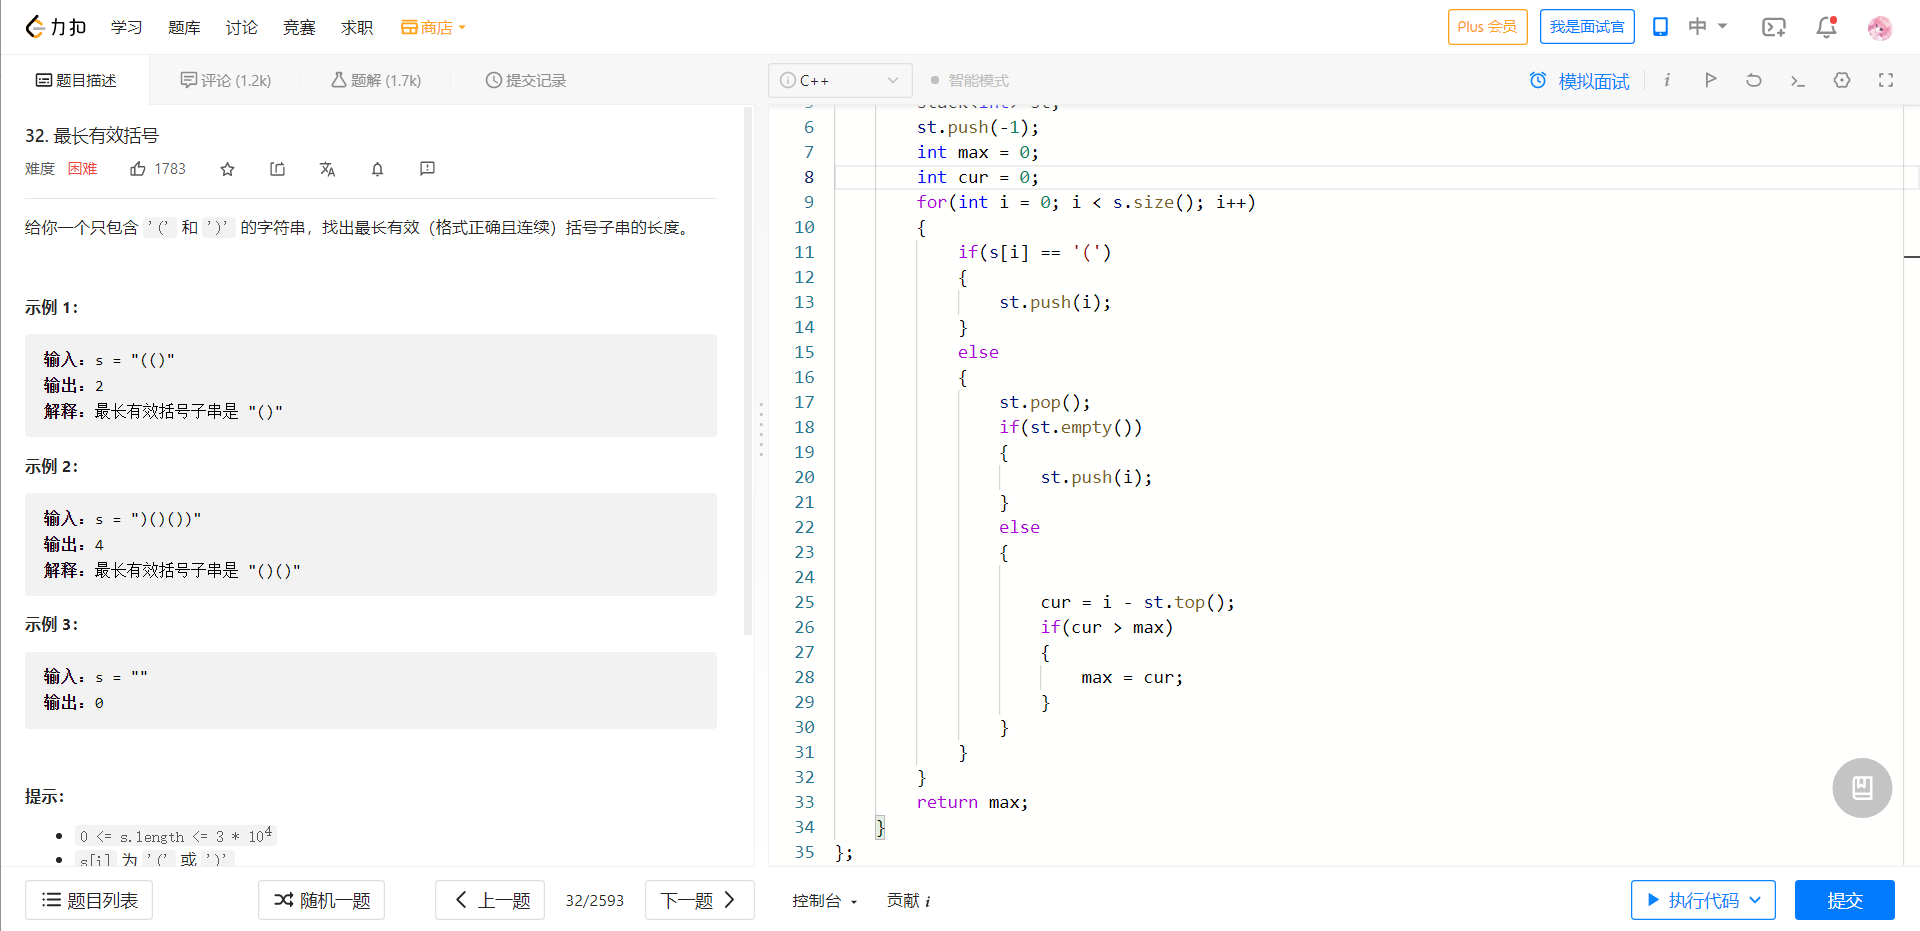 力扣 学习 题库 讨论 竞赛 求职 商店 Plus 会员 我是面试官 中
题目描述 评论 (1.2k) 题解 (1.7k) 提交记录
32. 最长有效括号
难度 困难 1783
给你一个只包含 '(' 和 ')' 的字符串，找出最长有效（格式正确且连续）括号子串的长度。
示例 1：
输入：s = "(()"
输出：2
解释：最长有效括号子串是 "()"
示例 2：
输入：s = ")()())"
输出：4
解释：最长有效括号子串是 "()()"
示例 3：
输入：s = ""
输出：0
提示：
0 <= s.length <= 3 * 10^4
s[i] 为 '(' 或 ')'
题目列表 随机一题 上一题 32/2593 下一题
C++ 智能模式 模拟面试
5 stack<int> st;
6 st.push(-1);
7 int max = 0;
8 int cur = 0;
9 for(int i = 0; i < s.size(); i++)
10 {
11 if(s[i] == '(')
12 {
13 st.push(i);
14 }
15 else
16 {
17 st.pop();
18 if(st.empty())
19 {
20 st.push(i);
21 }
22 else
23 {
24
25 cur = i - st.top();
26 if(cur > max)
27 {
28 max = cur;
29 }
30 }
31 }
32 }
33 return max;
34 }
35 };
控制台 贡献 i 执行代码 提交